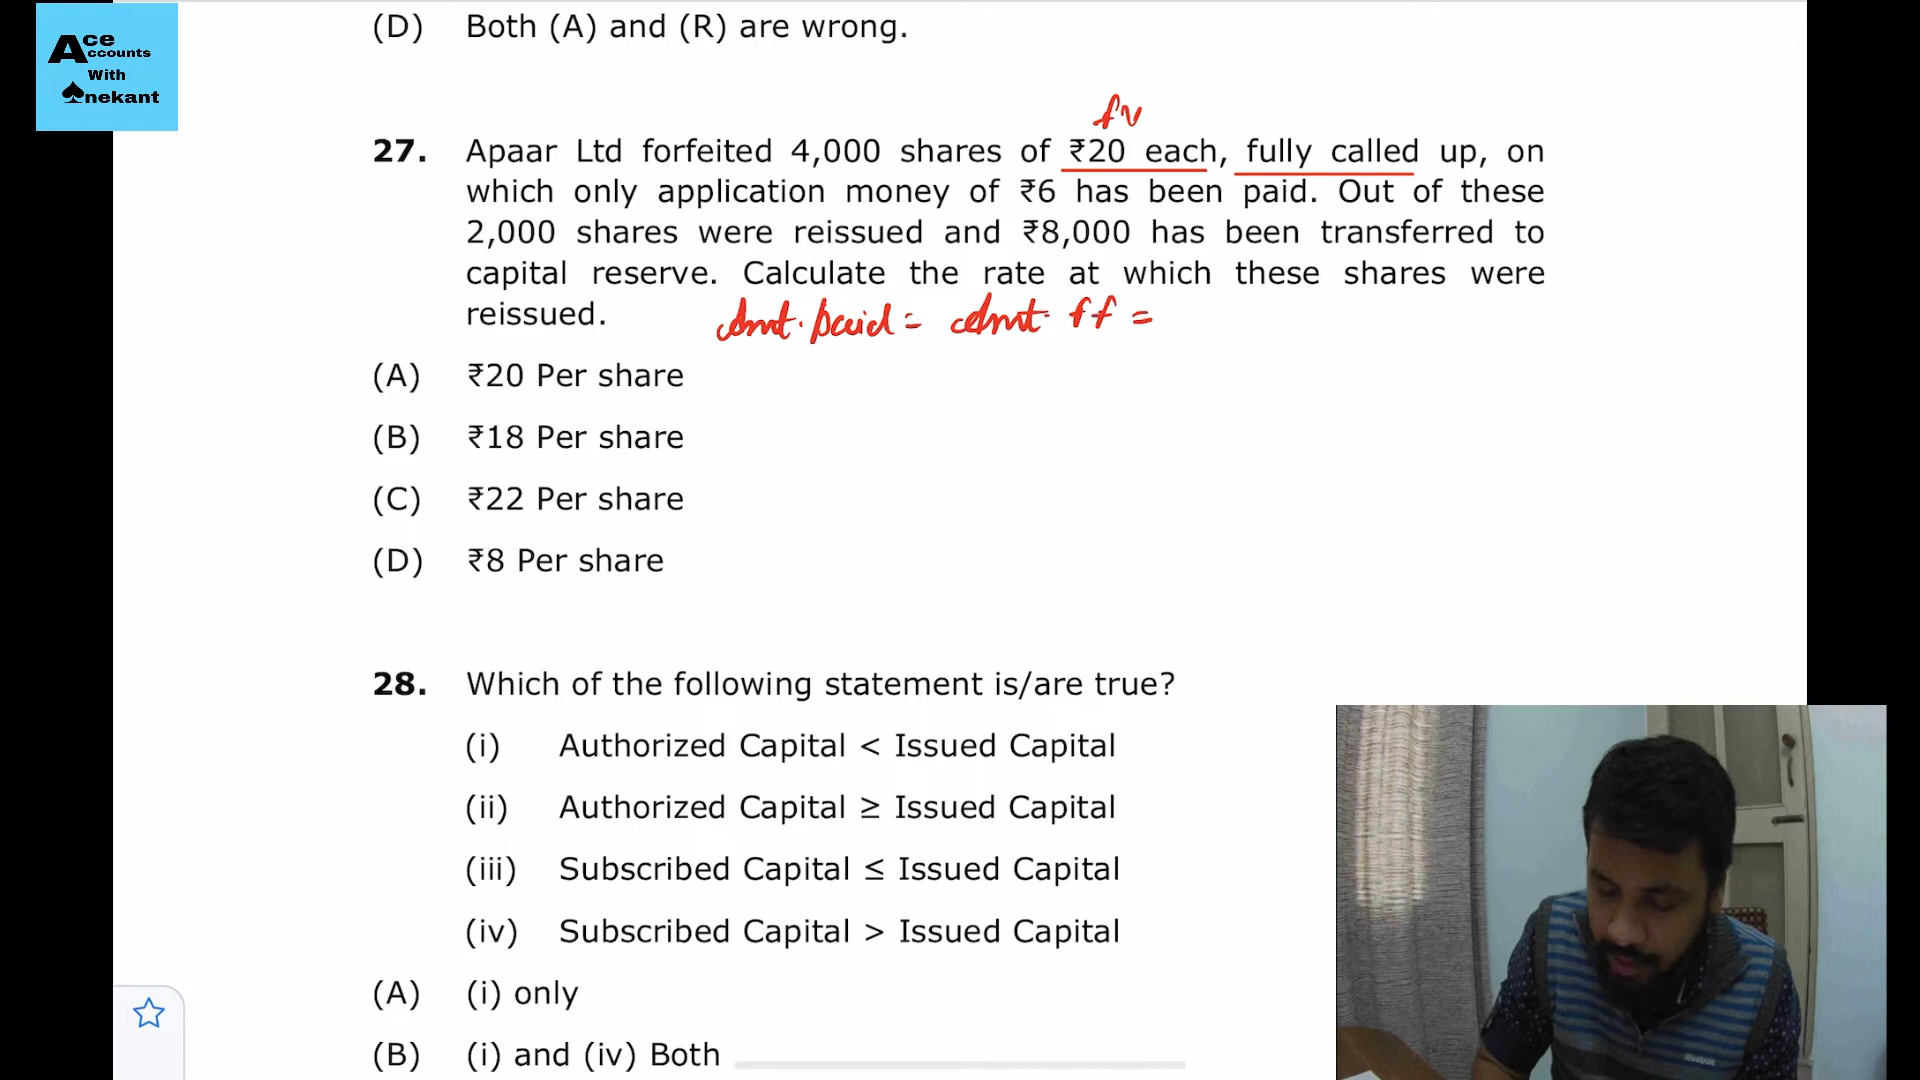 Ace
Accounts
With
Anekant
(D) Both (A) and (R) are wrong.
fv
27. Apaar Ltd forfeited 4,000 shares of ₹20 each, fully called up, on
which only application money of ₹6 has been paid. Out of these
2,000 shares were reissued and ₹8,000 has been transferred to
capital reserve. Calculate the rate at which these shares were
reissued.
Amt. paid = Amt. ff =
(A) ₹20 Per share
(B) ₹18 Per share
(C) ₹22 Per share
(D) ₹8 Per share
28. Which of the following statement is/are true?
(i) Authorized Capital < Issued Capital
(ii) Authorized Capital ≥ Issued Capital
(iii) Subscribed Capital ≤ Issued Capital
(iv) Subscribed Capital > Issued Capital
(A) (i) only
(B) (i) and (iv) Both
Reebok